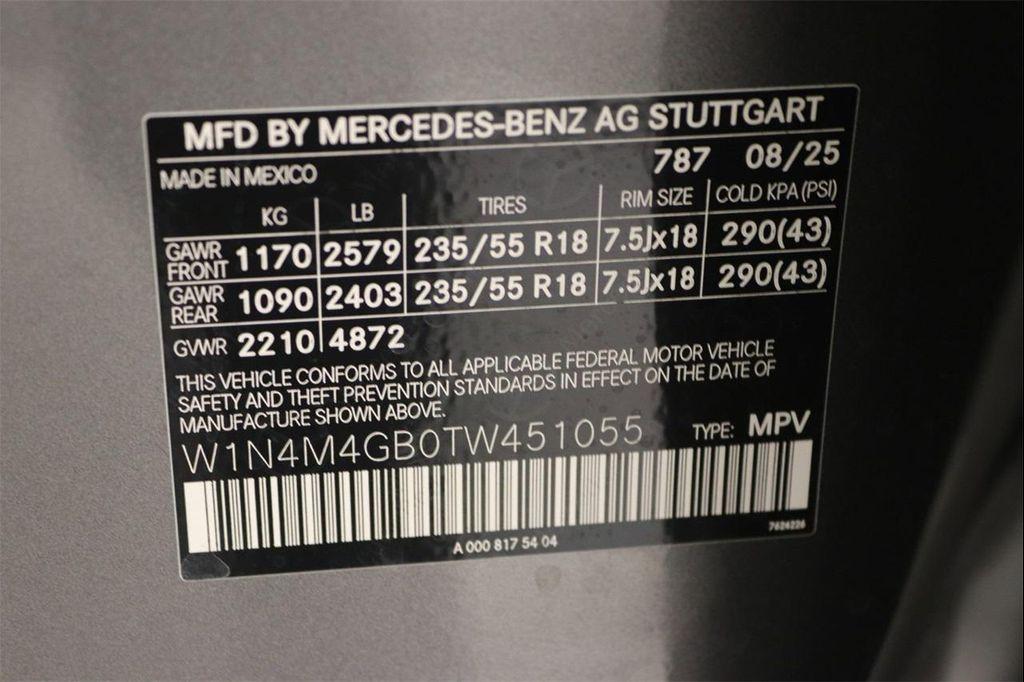 MFD BY MERCEDES-BENZ AG STUTTGART
MADE IN MEXICO 787 08/25
KG LB TIRES RIM SIZE COLD KPA (PSI)
GAWR FRONT 1170 2579 235/55 R18 7.5Jx18 290(43)
GAWR REAR 1090 2403 235/55 R18 7.5Jx18 290(43)
GVWR 2210 4872
THIS VEHICLE CONFORMS TO ALL APPLICABLE FEDERAL MOTOR VEHICLE
SAFETY AND THEFT PREVENTION STANDARDS IN EFFECT ON THE DATE OF
MANUFACTURE SHOWN ABOVE.
W1N4M4GB0TW451055 TYPE: MPV
A 000 817 54 04 7624226